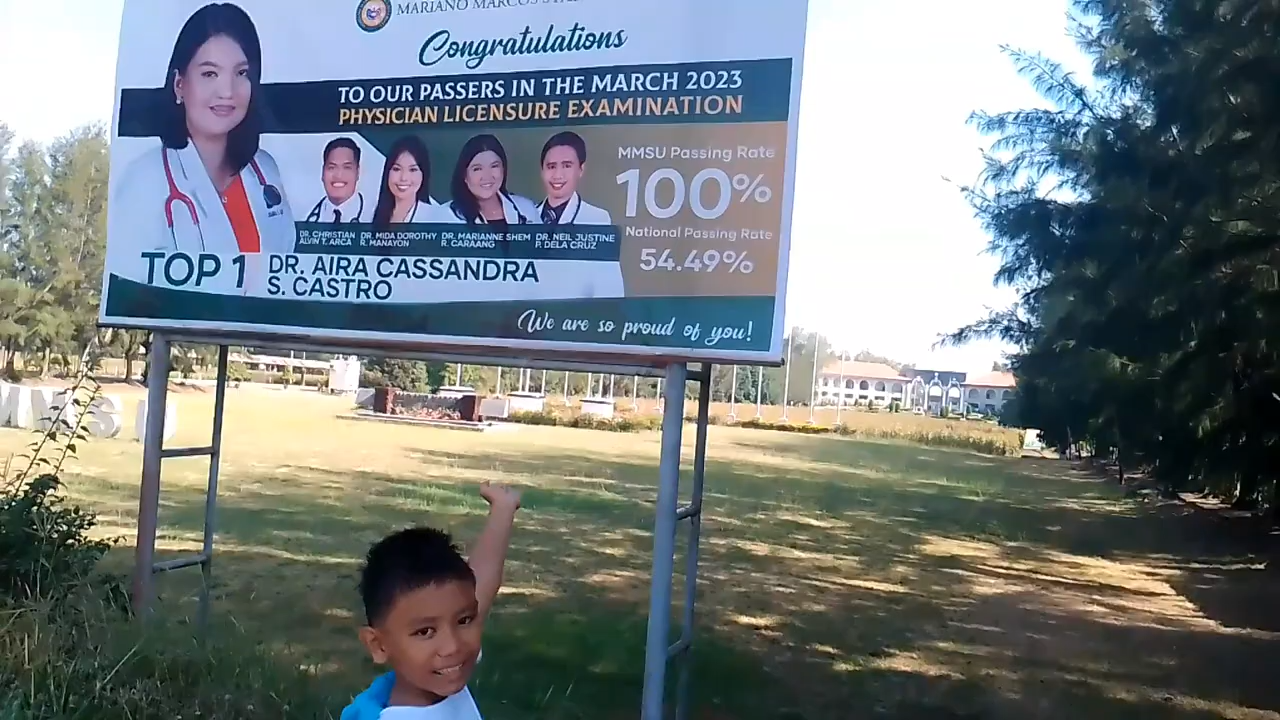 MARIANO MARCOS
Congratulations
TO OUR PASSERS IN THE MARCH 2023
PHYSICIAN LICENSURE EXAMINATION
MMSU Passing Rate
100%
National Passing Rate
54.49%
DR. CHRISTIAN
ALVIN T. ARCA
DR. MIDA DOROTHY
R. MANAYON
DR. MARIANNE SHEM
R. CARAANG
DR. NEIL JUSTINE
P. DELA CRUZ
TOP 1
DR. AIRA CASSANDRA
S. CASTRO
We are so proud of you!
MMSU